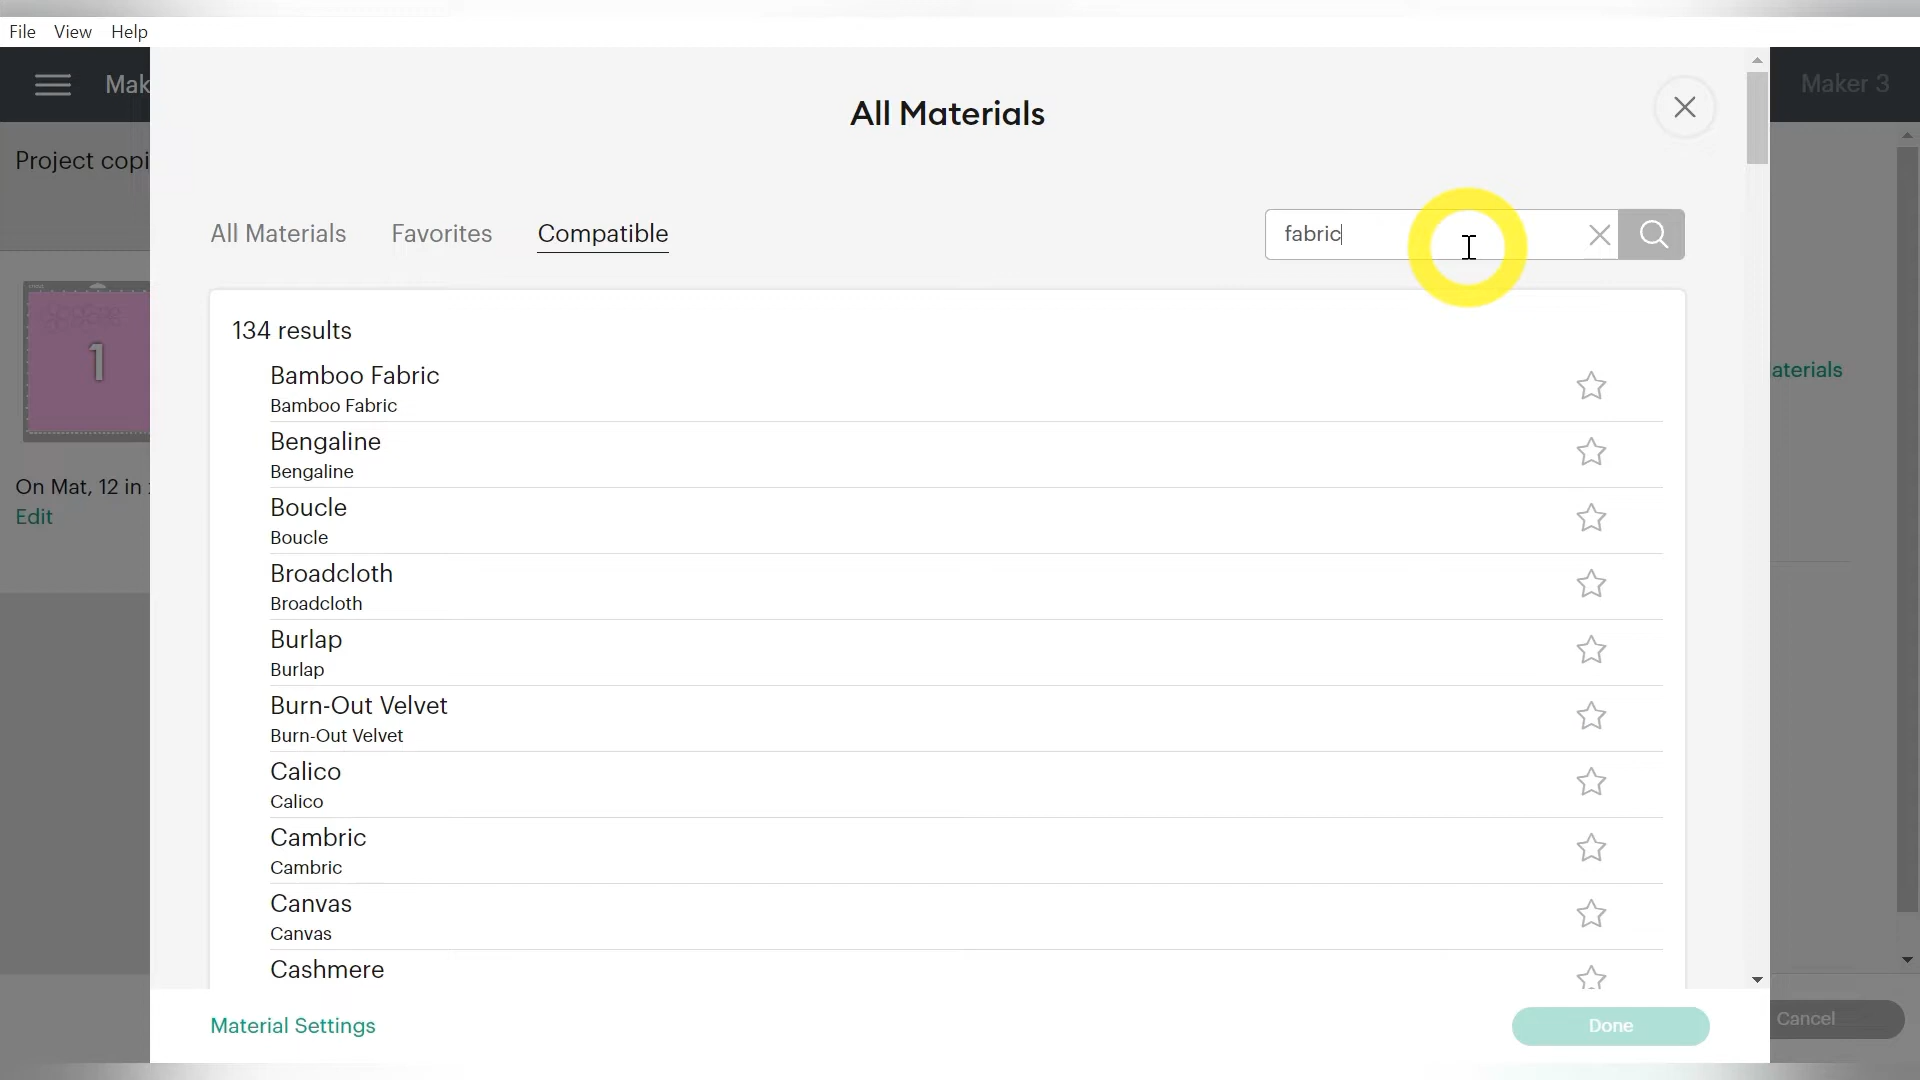 File View Help
Mak
Maker 3
All Materials
Project copi
All Materials Favorites Compatible
fabric
134 results
1
Bamboo Fabric
Bamboo Fabric
Bengaline
Bengaline
Boucle
Boucle
Broadcloth
Broadcloth
Burlap
Burlap
Burn-Out Velvet
Burn-Out Velvet
Calico
Calico
Cambric
Cambric
Canvas
Canvas
Cashmere
aterials
On Mat, 12 in
Edit
Material Settings
Done
Cancel